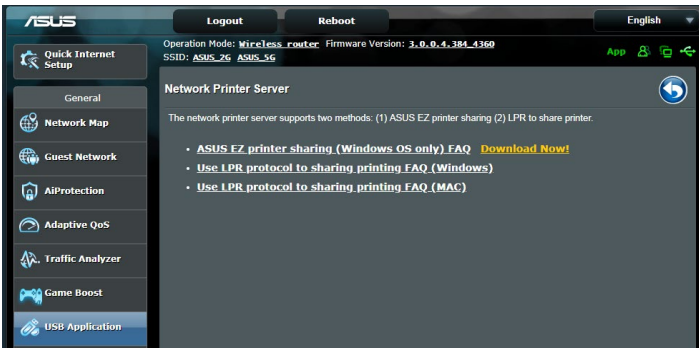 ASUS
Logout
Reboot
English
Quick Internet
Setup
Operation Mode: Wireless router Firmware Version: 3.0.0.4.384_4360
SSID: ASUS_2G ASUS_5G
App
General
Network Map
Guest Network
AiProtection
Adaptive QoS
Traffic Analyzer
Game Boost
USB Application
Network Printer Server
The network printer server supports two methods: (1) ASUS EZ printer sharing (2) LPR to share printer.
• ASUS EZ printer sharing (Windows OS only) FAQ Download Now!
• Use LPR protocol to sharing printing FAQ (Windows)
• Use LPR protocol to sharing printing FAQ (MAC)